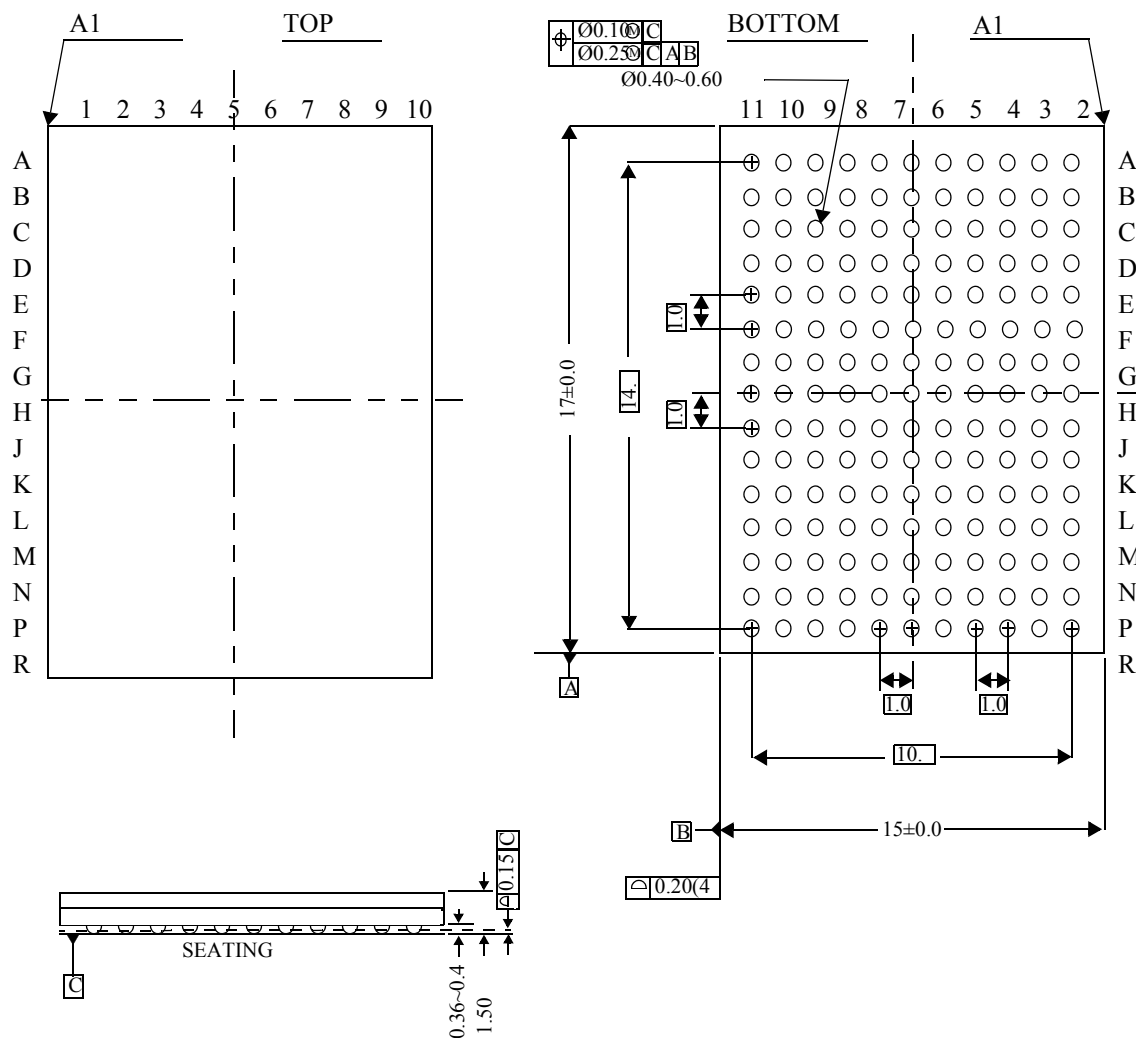 A1
TOP
1 2 3 4 5 6 7 8 9 10
A
B
C
D
E
F
G
H
J
K
L
M
N
P
R
Ø0.10Ⓜ C
Ø0.25Ⓜ C A B
Ø0.40~0.60
BOTTOM
A1
11 10 9 8 7 6 5 4 3 2
A
B
C
D
E
F
G
H
J
K
L
M
N
P
R
1.0
1.0
14.
17±0.0
A
1.0
1.0
10.
B
15±0.0
0.20(4
0.15 C
SEATING
C
0.36~0.4
1.50